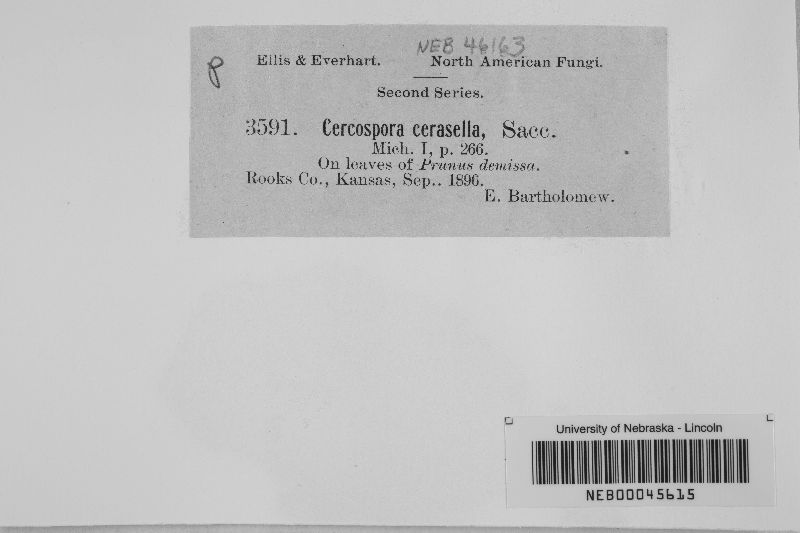 NEB 46163
P
Ellis & Everhart. North American Fungi.
Second Series.
3591. Cercospora cerasella, Sacc.
Mich. I, p. 266.
On leaves of Prunus demissa.
Rooks Co., Kansas, Sep.. 1896.
E. Bartholomew.
University of Nebraska - Lincoln
NEB00045615